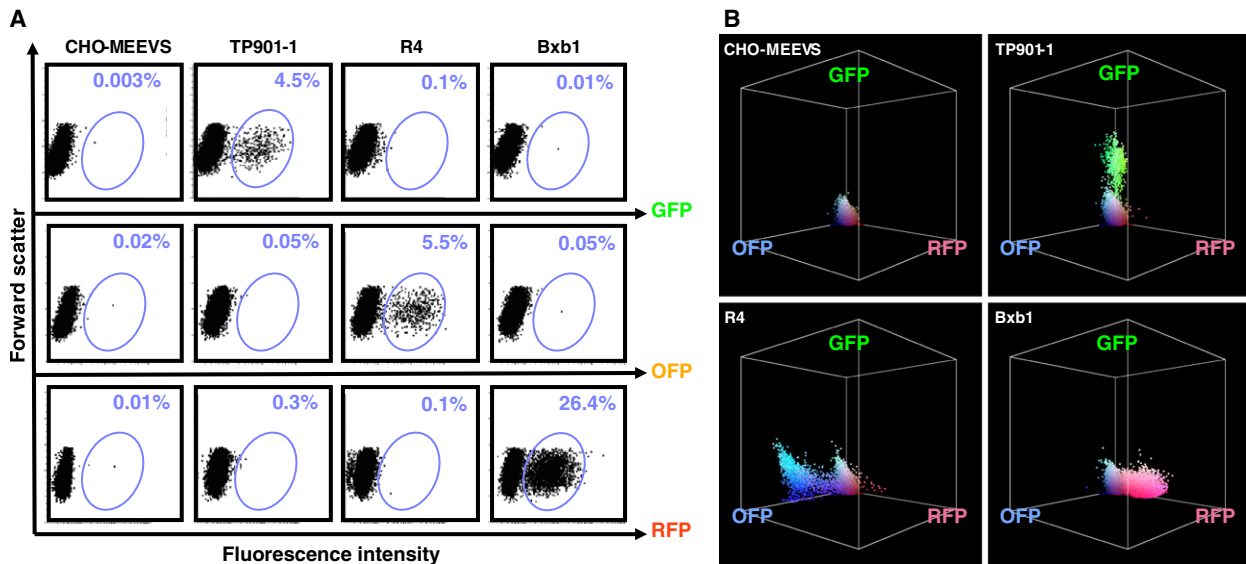 A
CHO-MEEVS TP901-1 R4 Bxb1
0.003% 4.5% 0.1% 0.01%
GFP
0.02% 0.05% 5.5% 0.05%
OFP
0.01% 0.3% 0.1% 26.4%
RFP
Forward scatter
Fluorescence intensity
B
CHO-MEEVS
GFP
OFP
RFP
TP901-1
GFP
OFP
RFP
R4
GFP
OFP
RFP
Bxb1
GFP
OFP
RFP